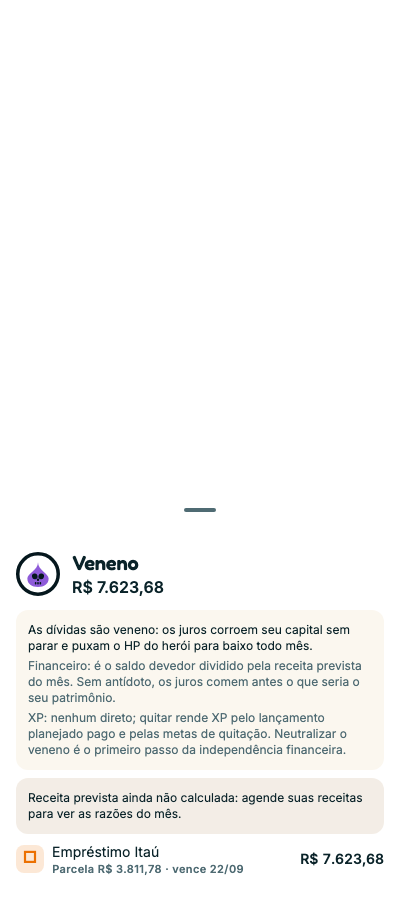 Veneno
R$ 7.623,68
As dívidas são veneno: os juros corroem seu capital sem
parar e puxam o HP do herói para baixo todo mês.
Financeiro: é o saldo devedor dividido pela receita prevista
do mês. Sem antídoto, os juros comem antes o que seria o
seu patrimônio.
XP: nenhum direto; quitar rende XP pelo lançamento
planejado pago e pelas metas de quitação. Neutralizar o
veneno é o primeiro passo da independência financeira.
Receita prevista ainda não calculada: agende suas receitas
para ver as razões do mês.
Empréstimo Itaú
R$ 7.623,68
Parcela R$ 3.811,78 · vence 22/09